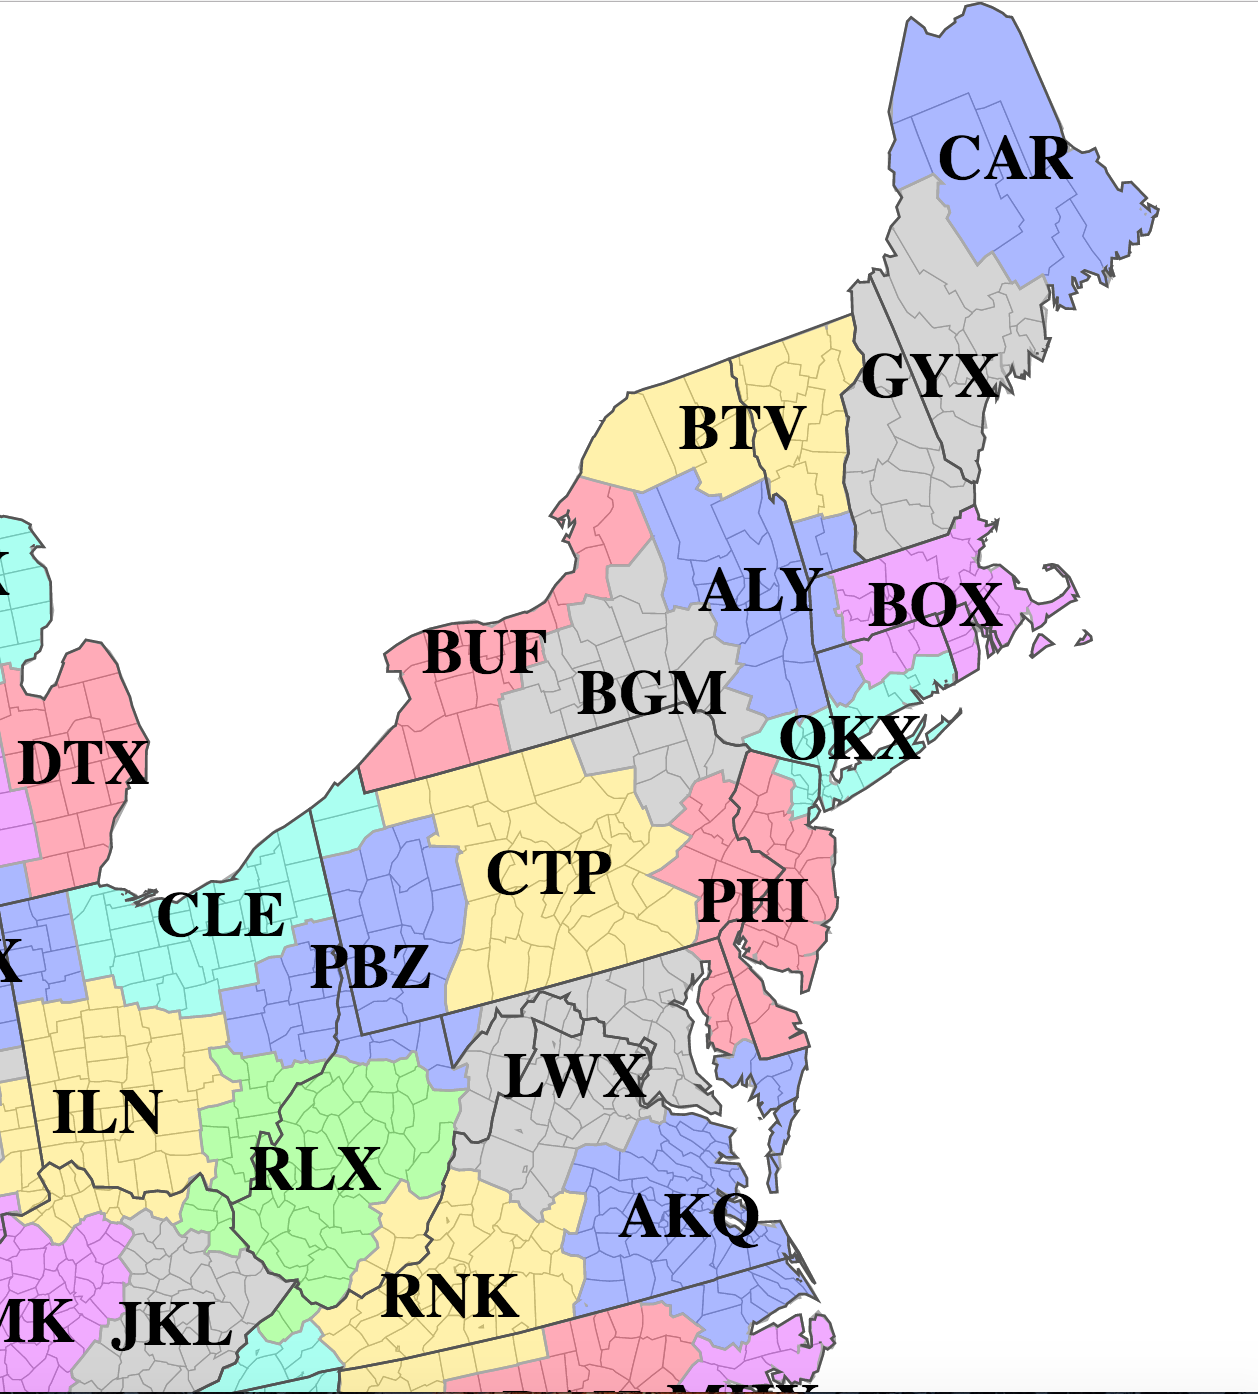 CAR
GYX
BTV
ALY
BOX
BUF
BGM
OKX
DTX
CTP
PHI
CLE
PBZ
LWX
ILN
RLX
AKQ
RNK
JKL